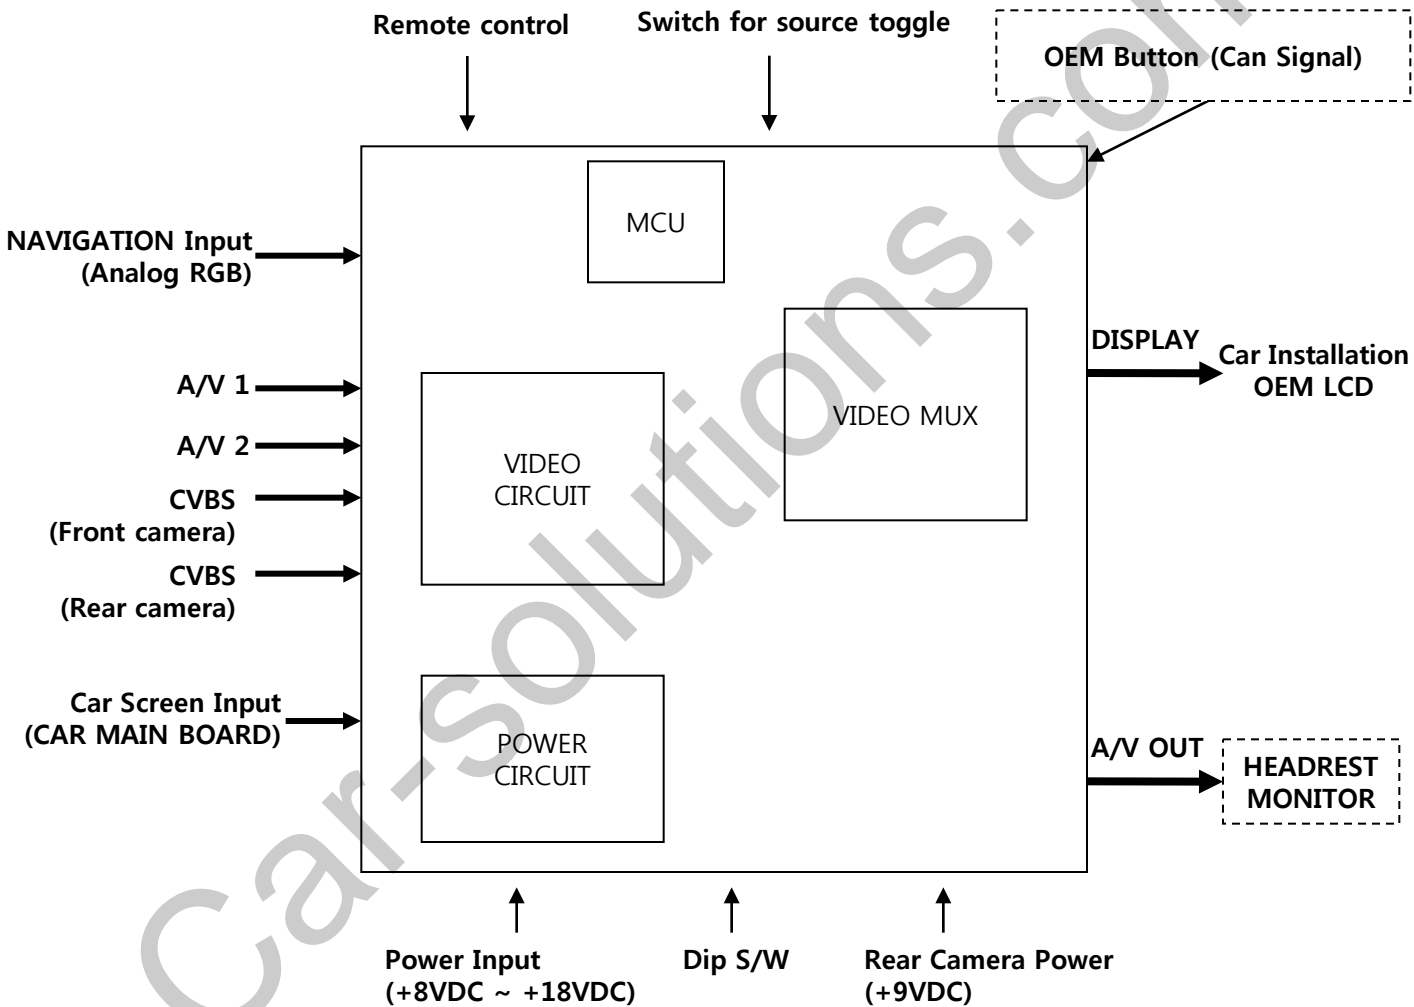 Remote control
Switch for source toggle
OEM Button (Can Signal)
MCU
NAVIGATION Input
(Analog RGB)
A/V 1
A/V 2
CVBS
(Front camera)
CVBS
(Rear camera)
Car Screen Input
(CAR MAIN BOARD)
VIDEO
CIRCUIT
VIDEO MUX
POWER
CIRCUIT
DISPLAY
Car Installation
OEM LCD
A/V OUT
HEADREST
MONITOR
Power Input
(+8VDC ~ +18VDC)
Dip S/W
Rear Camera Power
(+9VDC)
Car-solutions.com